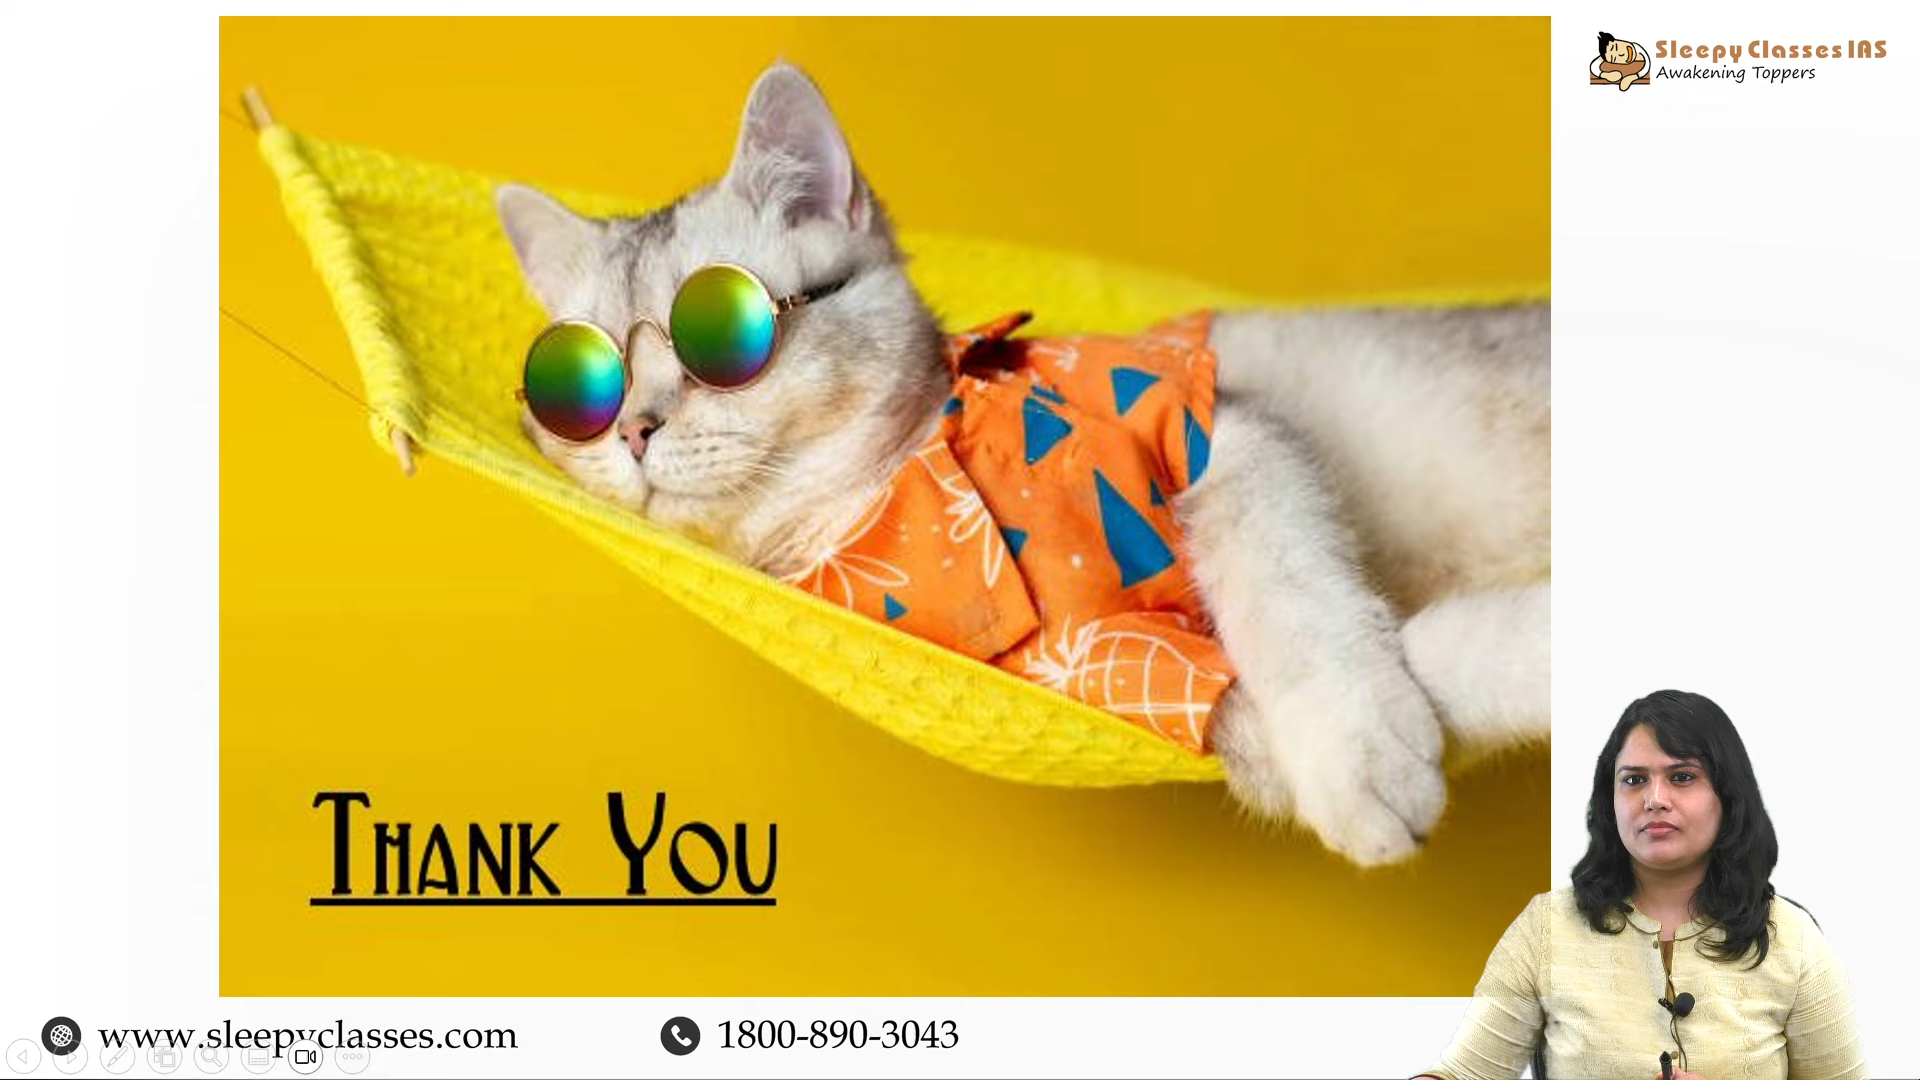 Sleepy Classes IAS
Awakening Toppers
THANK YOU
www.sleepyclasses.com
1800-890-3043